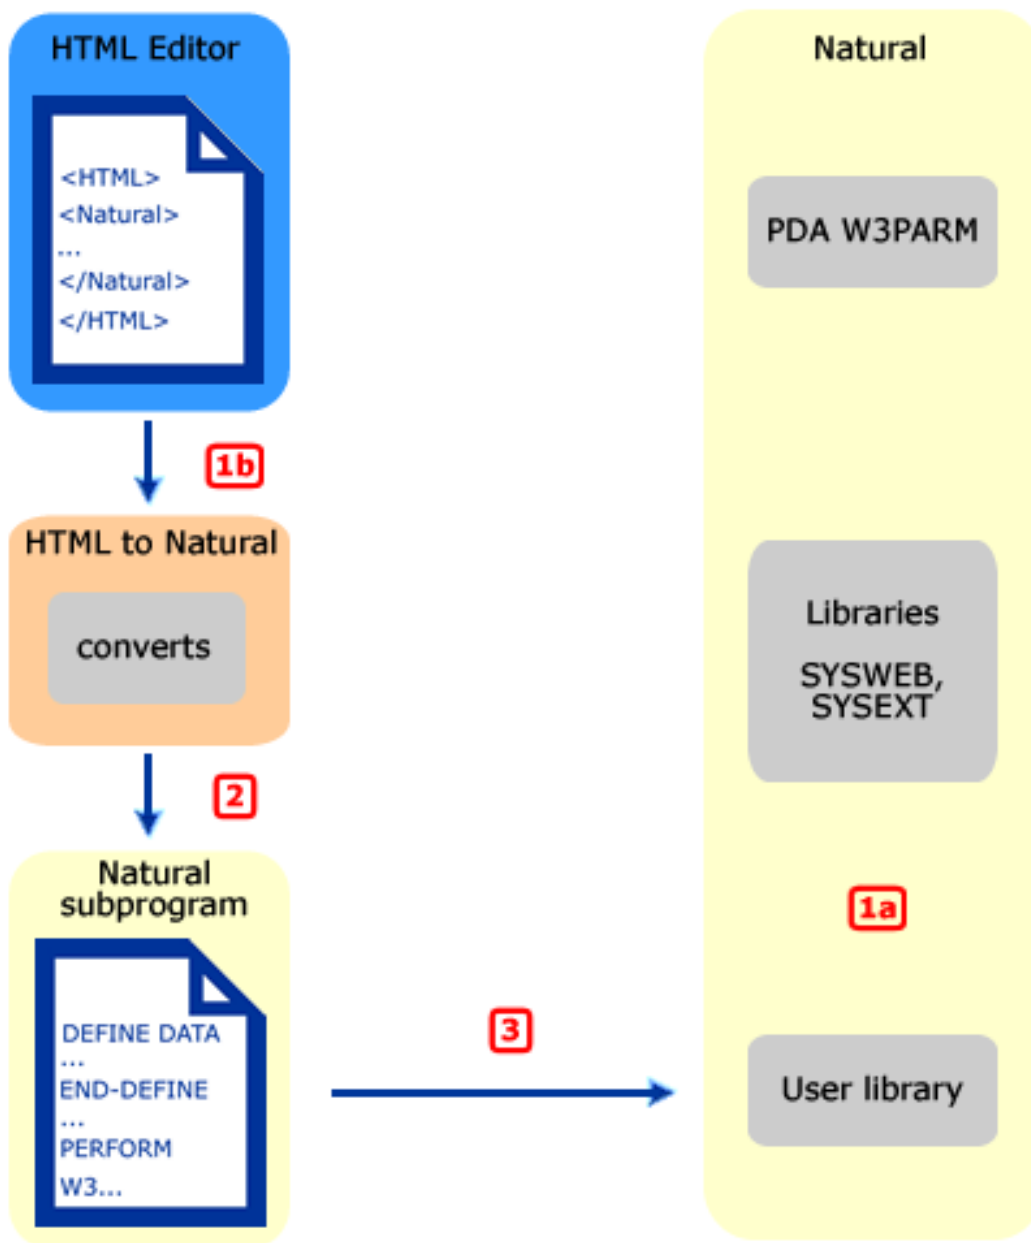 HTML Editor
<HTML>
<Natural>
...
</Natural>
</HTML>
1b
HTML to Natural
converts
2
Natural
subprogram
DEFINE DATA
...
END-DEFINE
...
PERFORM
W3...
3
Natural
PDA W3PARM
Libraries
SYSWEB,
SYSEXT
1a
User library